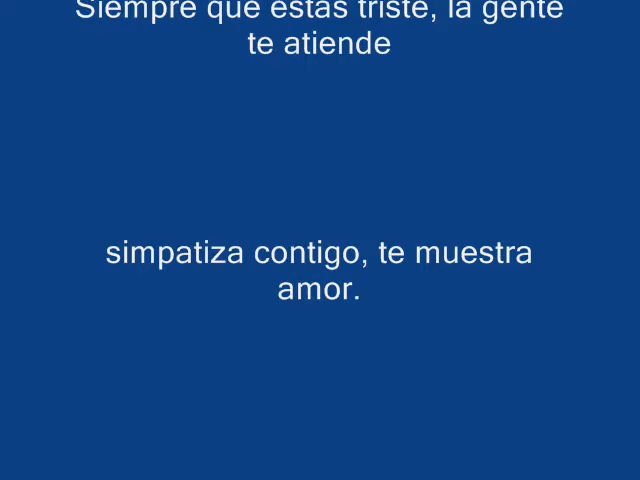 Siempre que estás triste, la gente
te atiende
simpatiza contigo, te muestra
amor.